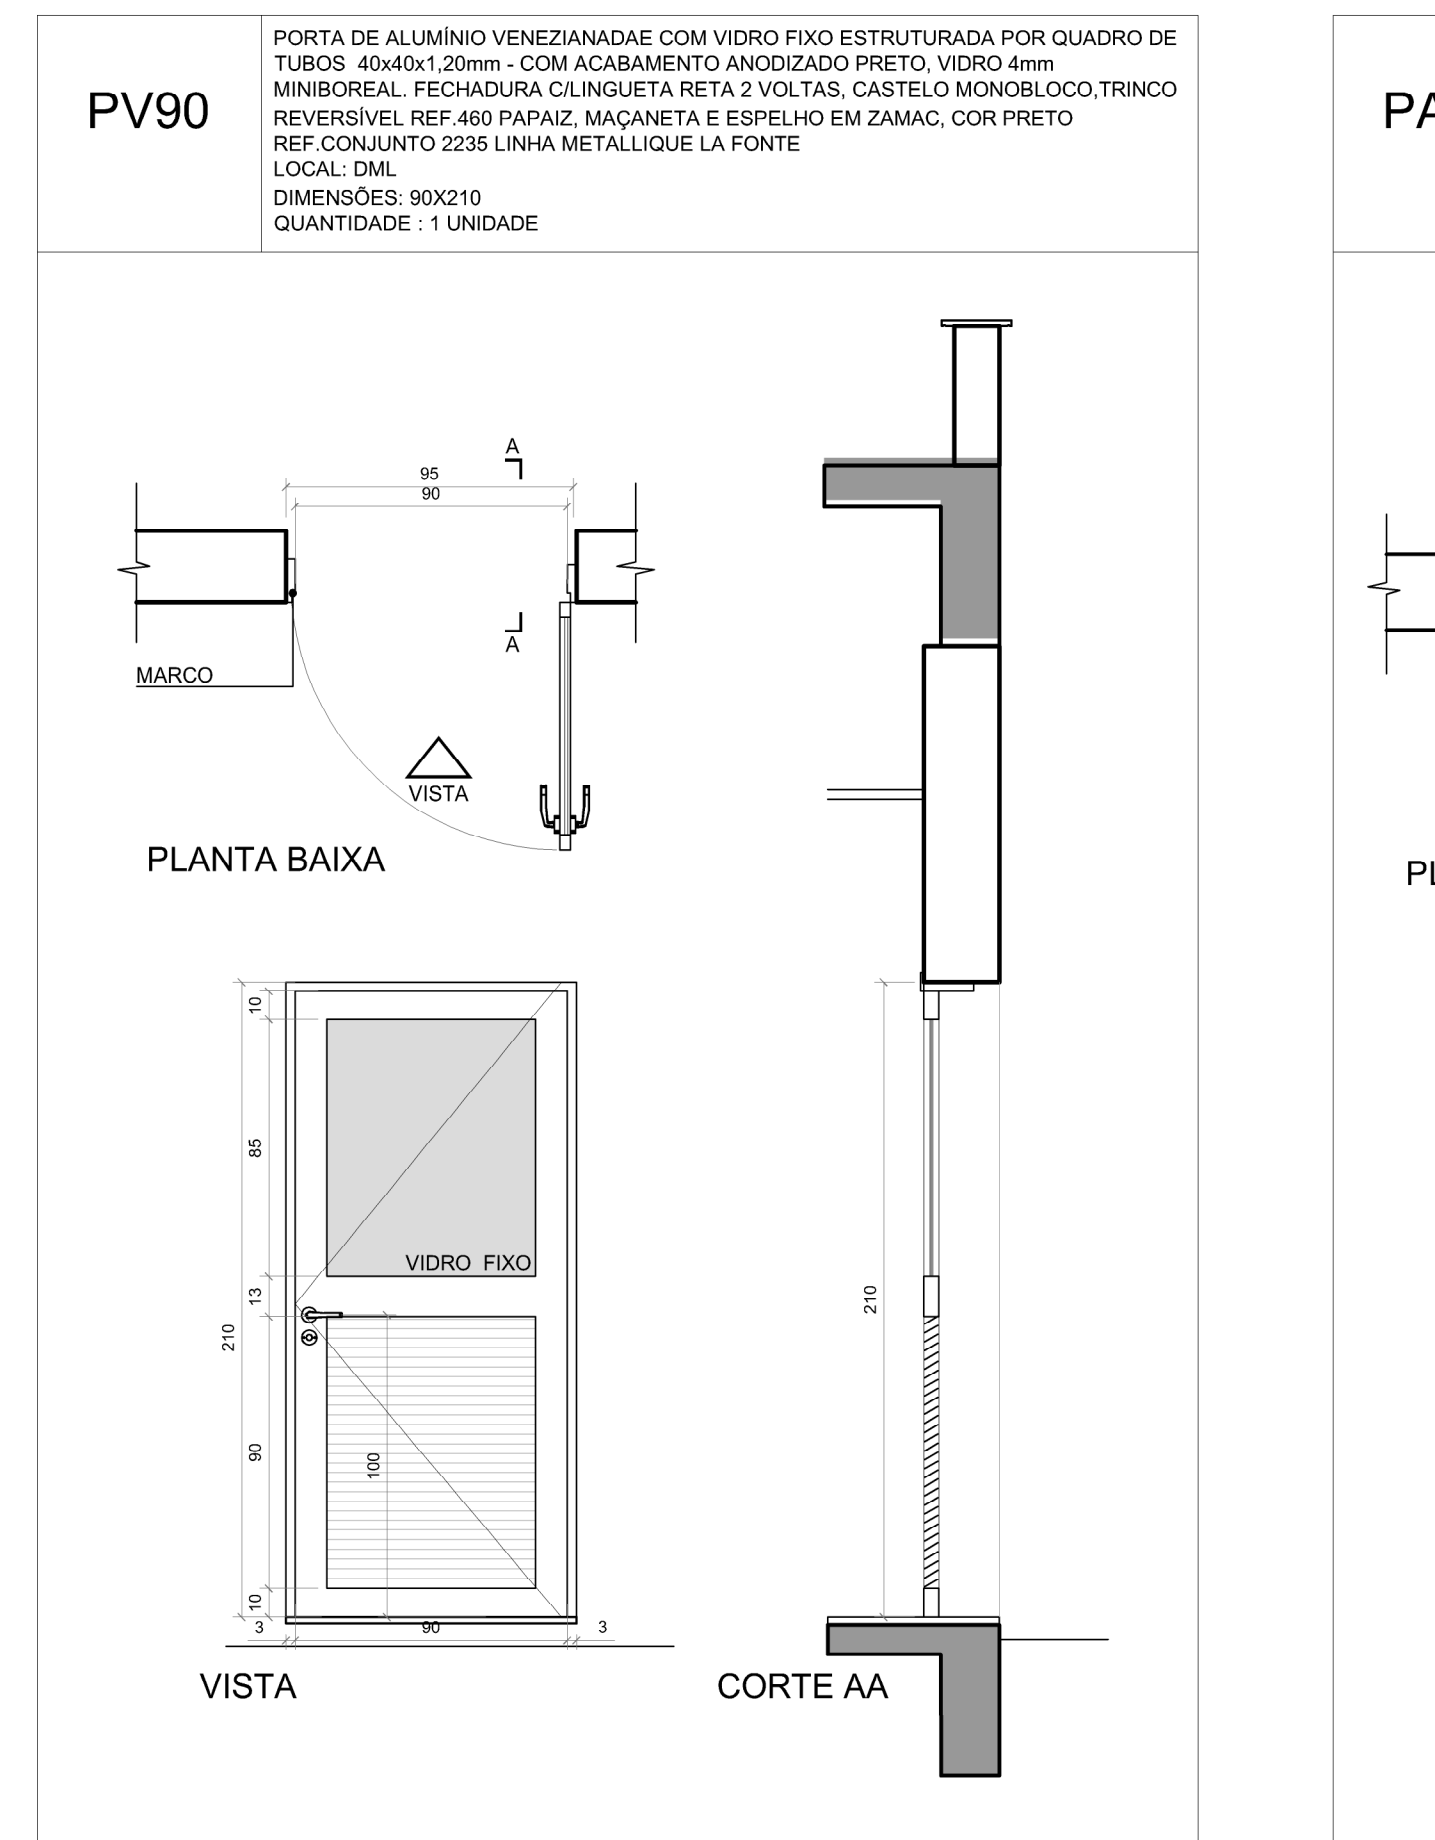 PV90
PORTA DE ALUMÍNIO VENEZIANADAE COM VIDRO FIXO ESTRUTURADA POR QUADRO DE
TUBOS 40x40x1,20mm - COM ACABAMENTO ANODIZADO PRETO, VIDRO 4mm
MINIBOREAL. FECHADURA C/LINGUETA RETA 2 VOLTAS, CASTELO MONOBLOCO,TRINCO
REVERSÍVEL REF.460 PAPAIZ, MAÇANETA E ESPELHO EM ZAMAC, COR PRETO
REF.CONJUNTO 2235 LINHA METALLIQUE LA FONTE
LOCAL: DML
DIMENSÕES: 90X210
QUANTIDADE : 1 UNIDADE
PA
A
95
90
A
MARCO
VISTA
PLANTA BAIXA
PL
10
85
VIDRO FIXO
13
210
90
100
10
3
90
3
VISTA
210
CORTE AA